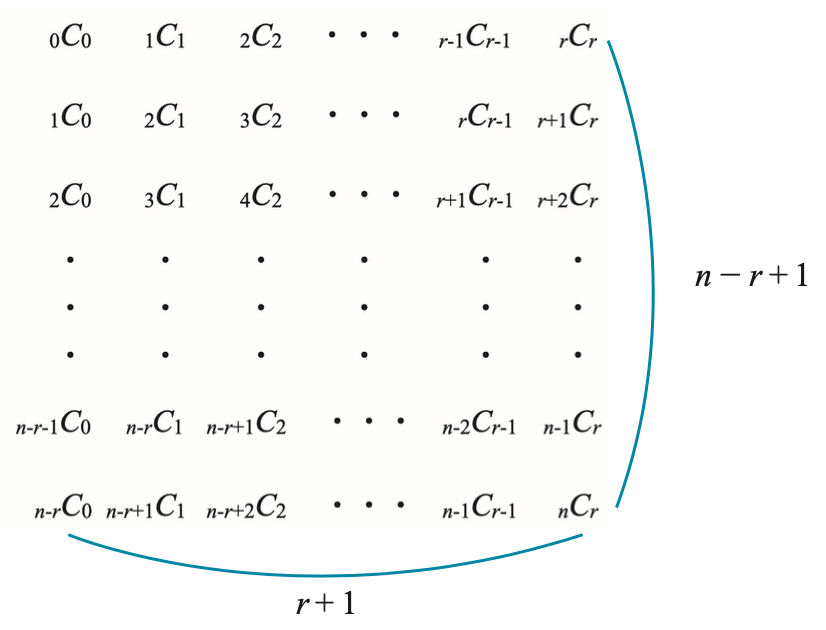 ₀C₀ ₁C₁ ₂C₂ · · · ᵣ₋₁Cᵣ₋₁ ᵣCᵣ
₁C₀ ₂C₁ ₃C₂ · · · ᵣCᵣ₋₁ ᵣ₊₁Cᵣ
₂C₀ ₃C₁ ₄C₂ · · · ᵣ₊₁Cᵣ₋₁ ᵣ₊₂Cᵣ
· · · · · ·
· · · · · ·
· · · · · ·
n − r + 1
ₙ₋ᵣ₋₁C₀ ₙ₋ᵣC₁ ₙ₋ᵣ₊₁C₂ · · · ₙ₋₂Cᵣ₋₁ ₙ₋₁Cᵣ
ₙ₋ᵣC₀ ₙ₋ᵣ₊₁C₁ ₙ₋ᵣ₊₂C₂ · · · ₙ₋₁Cᵣ₋₁ ₙCᵣ
r + 1